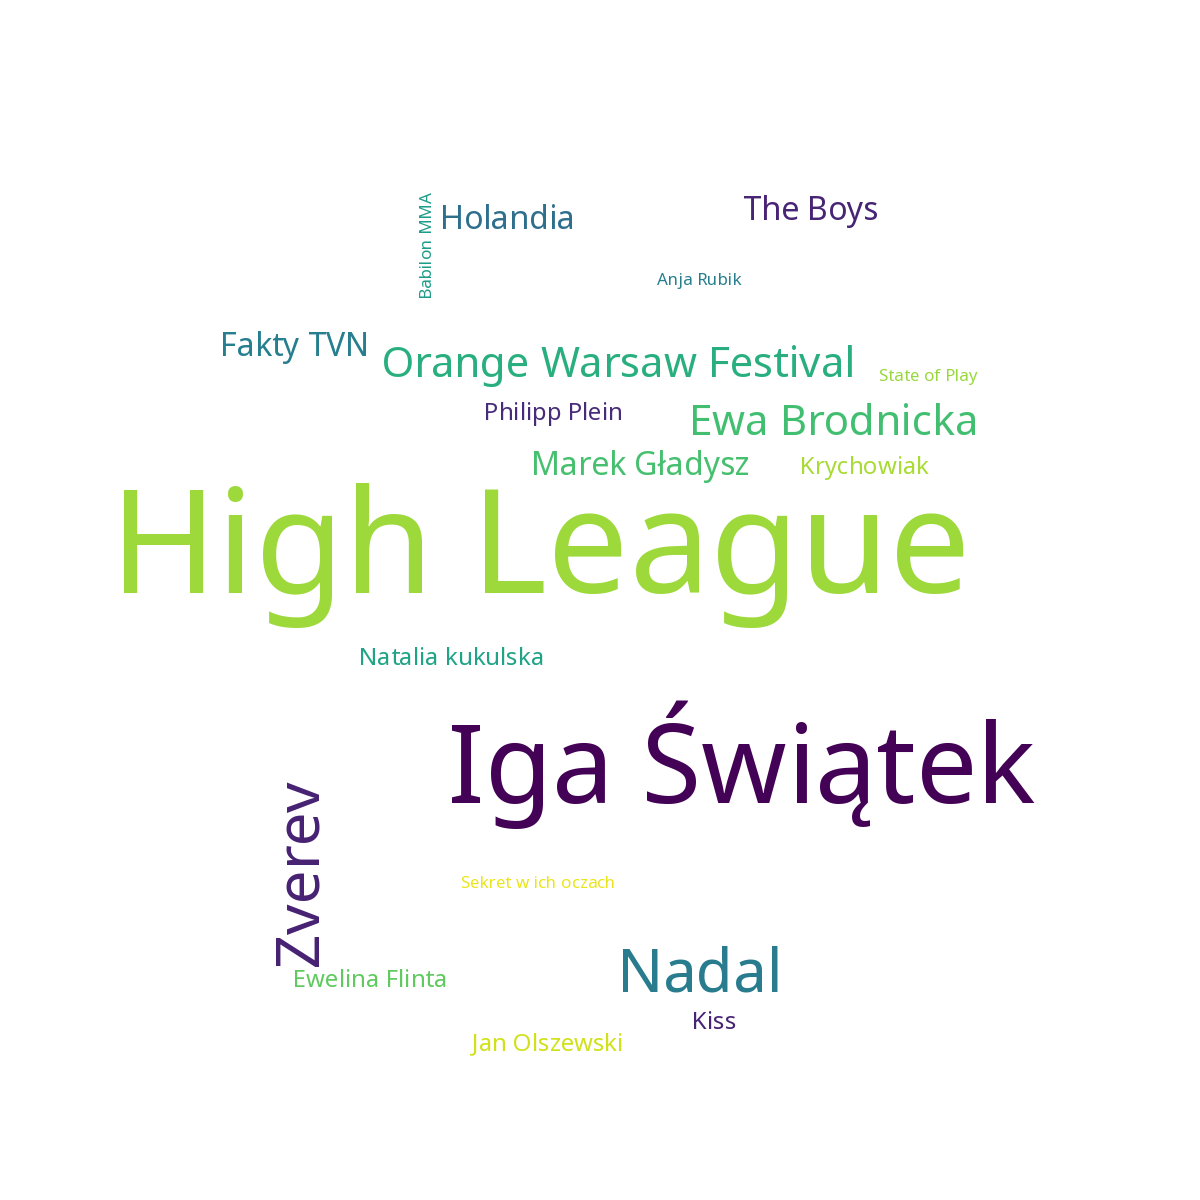 Babilon MMA
Holandia
The Boys
Anja Rubik
Fakty TVN
Orange Warsaw Festival
State of Play
Philipp Plein
Ewa Brodnicka
Marek Gładysz
Krychowiak
High League
Natalia kukulska
Iga Świątek
Zverev
Sekret w ich oczach
Nadal
Ewelina Flinta
Kiss
Jan Olszewski